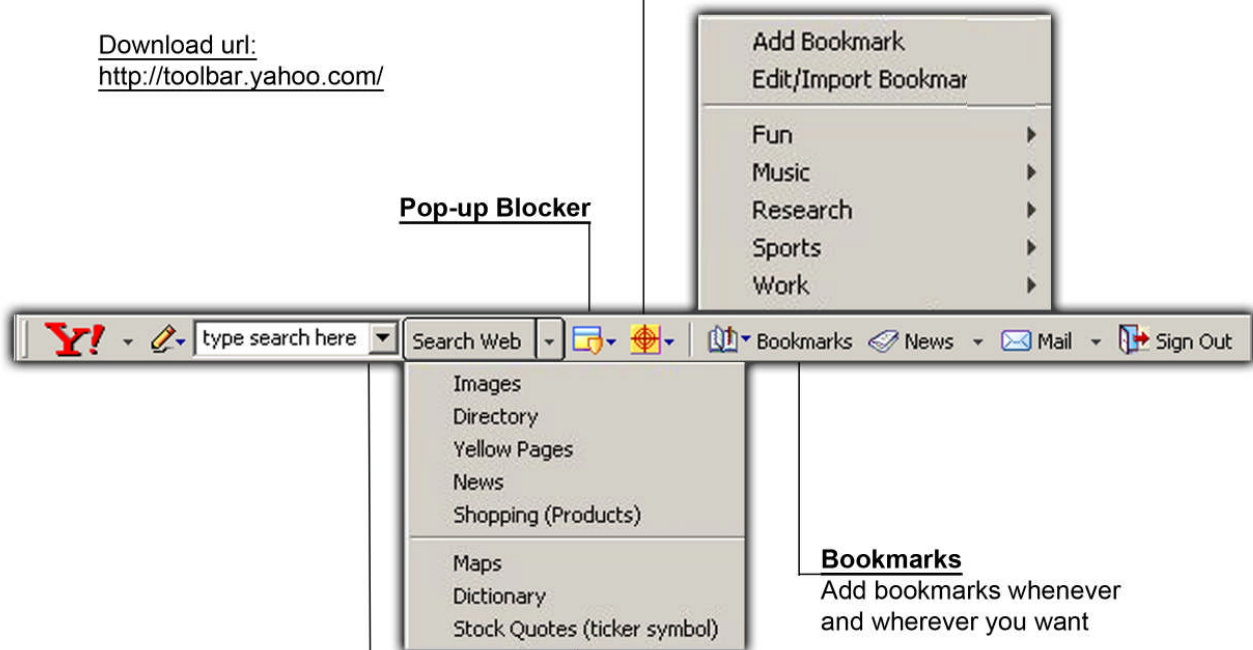 Download url:
http://toolbar.yahoo.com/
Add Bookmark
Edit/Import Bookmar
Fun
Music
Research
Sports
Work
Pop-up Blocker
Y! type search here Search Web Bookmarks News Mail Sign Out
Images
Directory
Yellow Pages
News
Shopping (Products)
Maps
Dictionary
Stock Quotes (ticker symbol)
Bookmarks
Add bookmarks whenever
and wherever you want